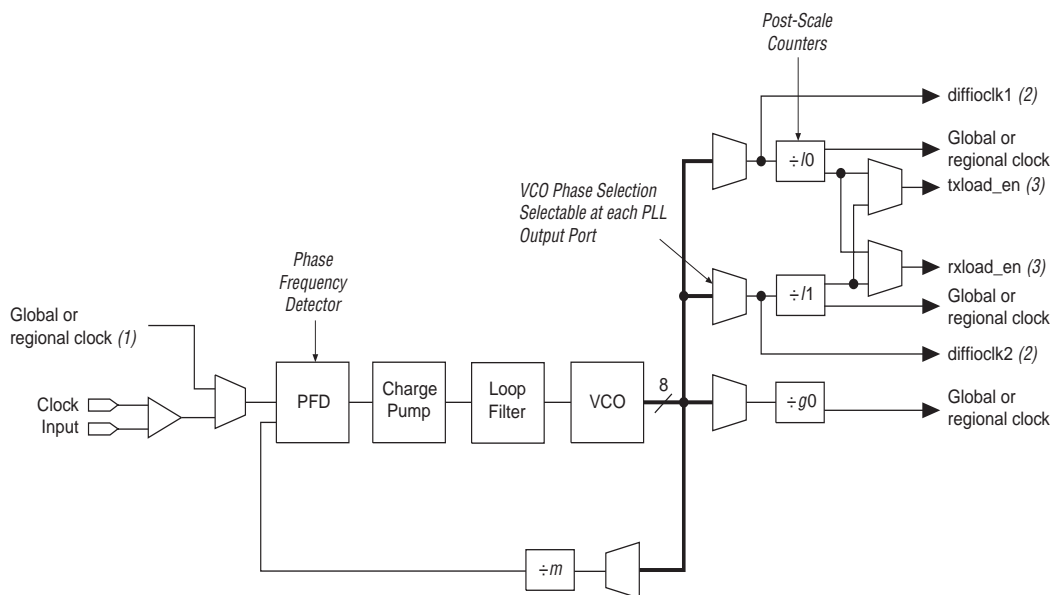 Post-Scale
Counters
diffioclk1 (2)
Global or
regional clock
÷l0
txload_en (3)
VCO Phase Selection
Selectable at each PLL
Output Port
rxload_en (3)
÷l1
Global or
regional clock
diffioclk2 (2)
Phase
Frequency
Detector
Global or
regional clock (1)
Clock
Input
PFD
Charge
Pump
Loop
Filter
VCO
8
÷g0
Global or
regional clock
÷m